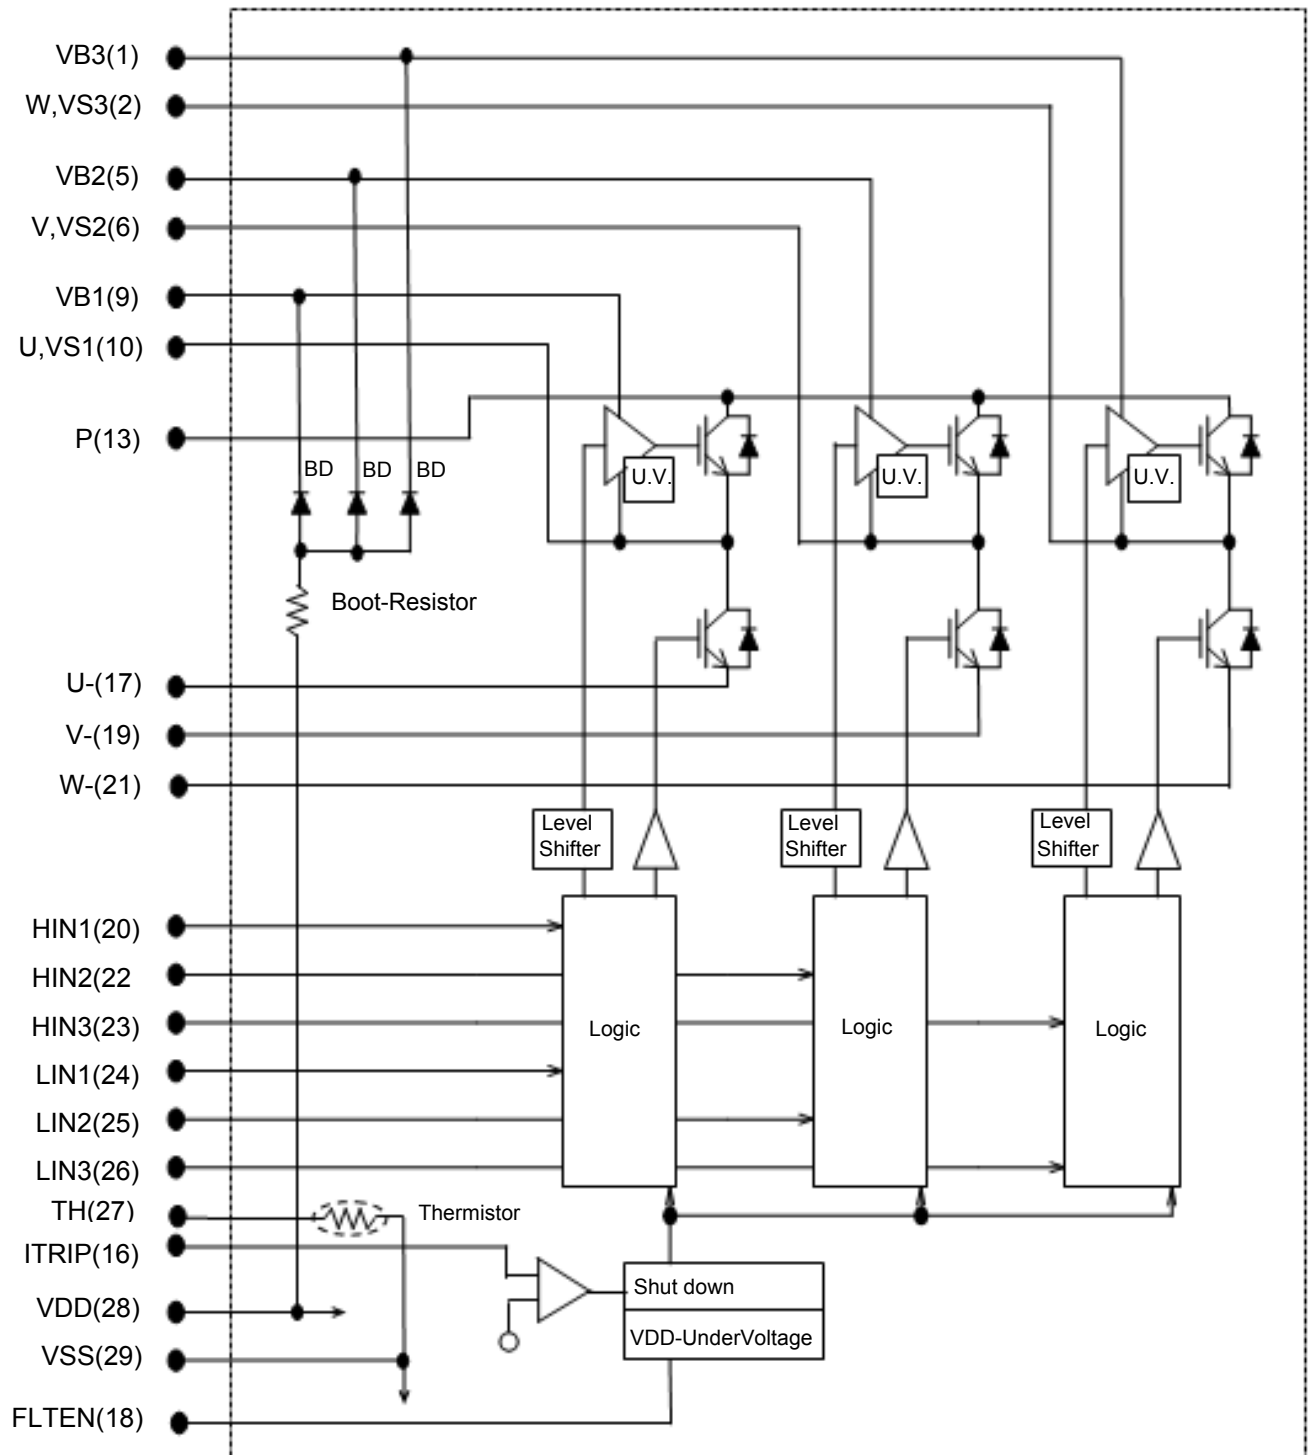 VB3(1)
W,VS3(2)
VB2(5)
V,VS2(6)
VB1(9)
U,VS1(10)
P(13)
BD
BD
BD
U.V.
U.V.
U.V.
Boot-Resistor
U-(17)
V-(19)
W-(21)
Level
Shifter
Level
Shifter
Level
Shifter
HIN1(20)
HIN2(22
HIN3(23)
Logic
Logic
Logic
LIN1(24)
LIN2(25)
LIN3(26)
TH(27)
Thermistor
ITRIP(16)
Shut down
VDD(28)
VDD-UnderVoltage
VSS(29)
FLTEN(18)